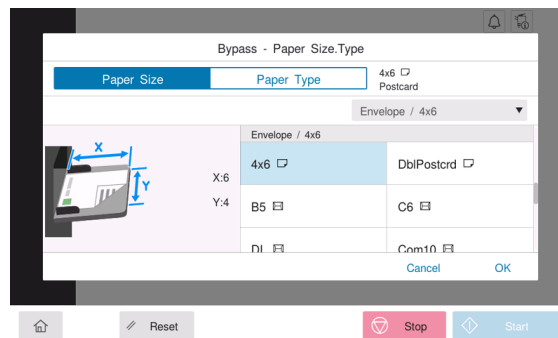 Bypass - Paper Size.Type
Paper Size
Paper Type
4x6
Postcard
Envelope / 4x6
Envelope / 4x6
X
Y
X:6
Y:4
4x6
DblPostcrd
B5
C6
DL
Com10
Cancel
OK
Reset
Stop
Start